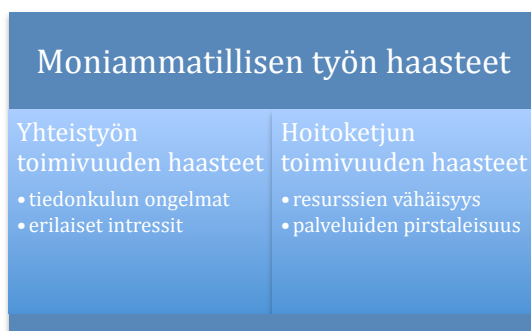 Moniammatillisen työn haasteet
Yhteistyön
toimivuuden haasteet
• tiedonkulun ongelmat
• erilaiset intressit
Hoitoketjun
toimivuuden haasteet
• resurssien vähäisyys
• palveluiden pirstaleisuus